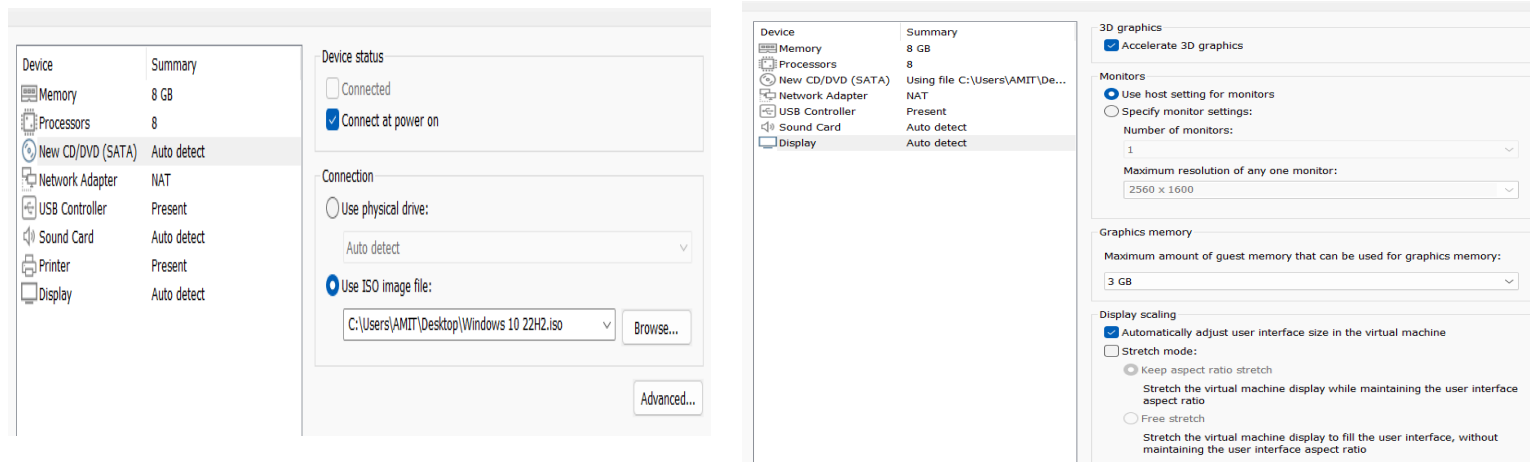 Device Summary
Memory 8 GB
Processors 8
New CD/DVD (SATA) Auto detect
Network Adapter NAT
USB Controller Present
Sound Card Auto detect
Printer Present
Display Auto detect
Device status
Connected
Connect at power on
Connection
Use physical drive:
Auto detect
Use ISO image file:
C:\Users\AMIT\Desktop\Windows 10 22H2.iso
Browse...
Advanced...
Device Summary
Memory 8 GB
Processors 8
New CD/DVD (SATA) Using file C:\Users\AMIT\De...
Network Adapter NAT
USB Controller Present
Sound Card Auto detect
Display Auto detect
3D graphics
Accelerate 3D graphics
Monitors
Use host setting for monitors
Specify monitor settings:
Number of monitors:
1
Maximum resolution of any one monitor:
2560 x 1600
Graphics memory
Maximum amount of guest memory that can be used for graphics memory:
3 GB
Display scaling
Automatically adjust user interface size in the virtual machine
Stretch mode:
Keep aspect ratio stretch
Stretch the virtual machine display while maintaining the user interface
aspect ratio
Free stretch
Stretch the virtual machine display to fill the user interface, without
maintaining the user interface aspect ratio